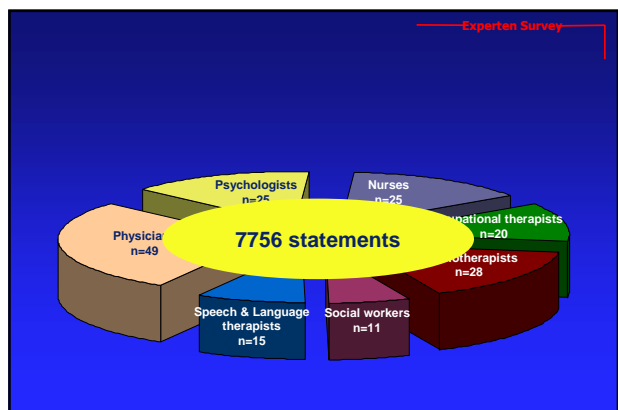 Experten Survey
Psychologists
n=25
Nurses
n=25
upational therapists
n=20
Physicia
n=49
7756 statements
otherapists
n=28
Speech & Language
therapists
n=15
Social workers
n=11